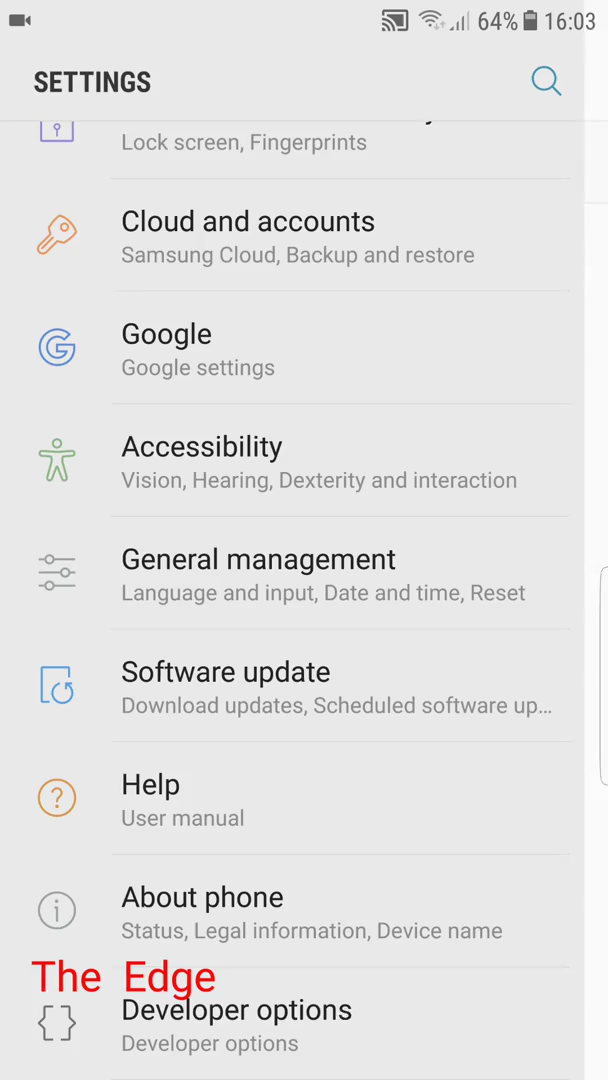 64% 16:03
SETTINGS
Lock screen, Fingerprints
Cloud and accounts
Samsung Cloud, Backup and restore
Google
Google settings
Accessibility
Vision, Hearing, Dexterity and interaction
General management
Language and input, Date and time, Reset
Software update
Download updates, Scheduled software up...
Help
User manual
About phone
Status, Legal information, Device name
The Edge
Developer options
Developer options